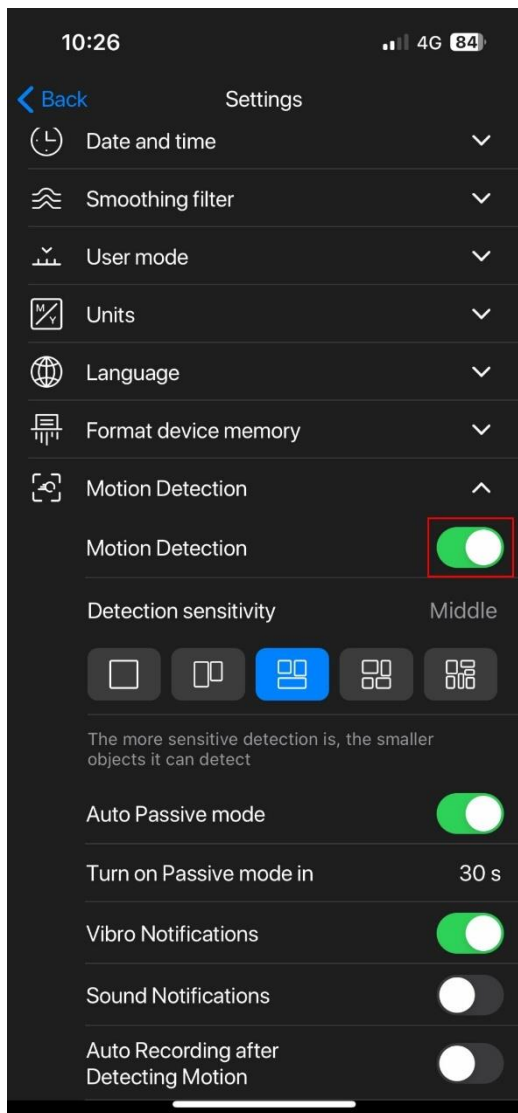 10:26
4G 84
Back
Settings
Date and time
Smoothing filter
User mode
M/Y
Units
Language
Format device memory
Motion Detection
Motion Detection
Detection sensitivity
Middle
The more sensitive detection is, the smaller
objects it can detect
Auto Passive mode
Turn on Passive mode in
30 s
Vibro Notifications
Sound Notifications
Auto Recording after
Detecting Motion